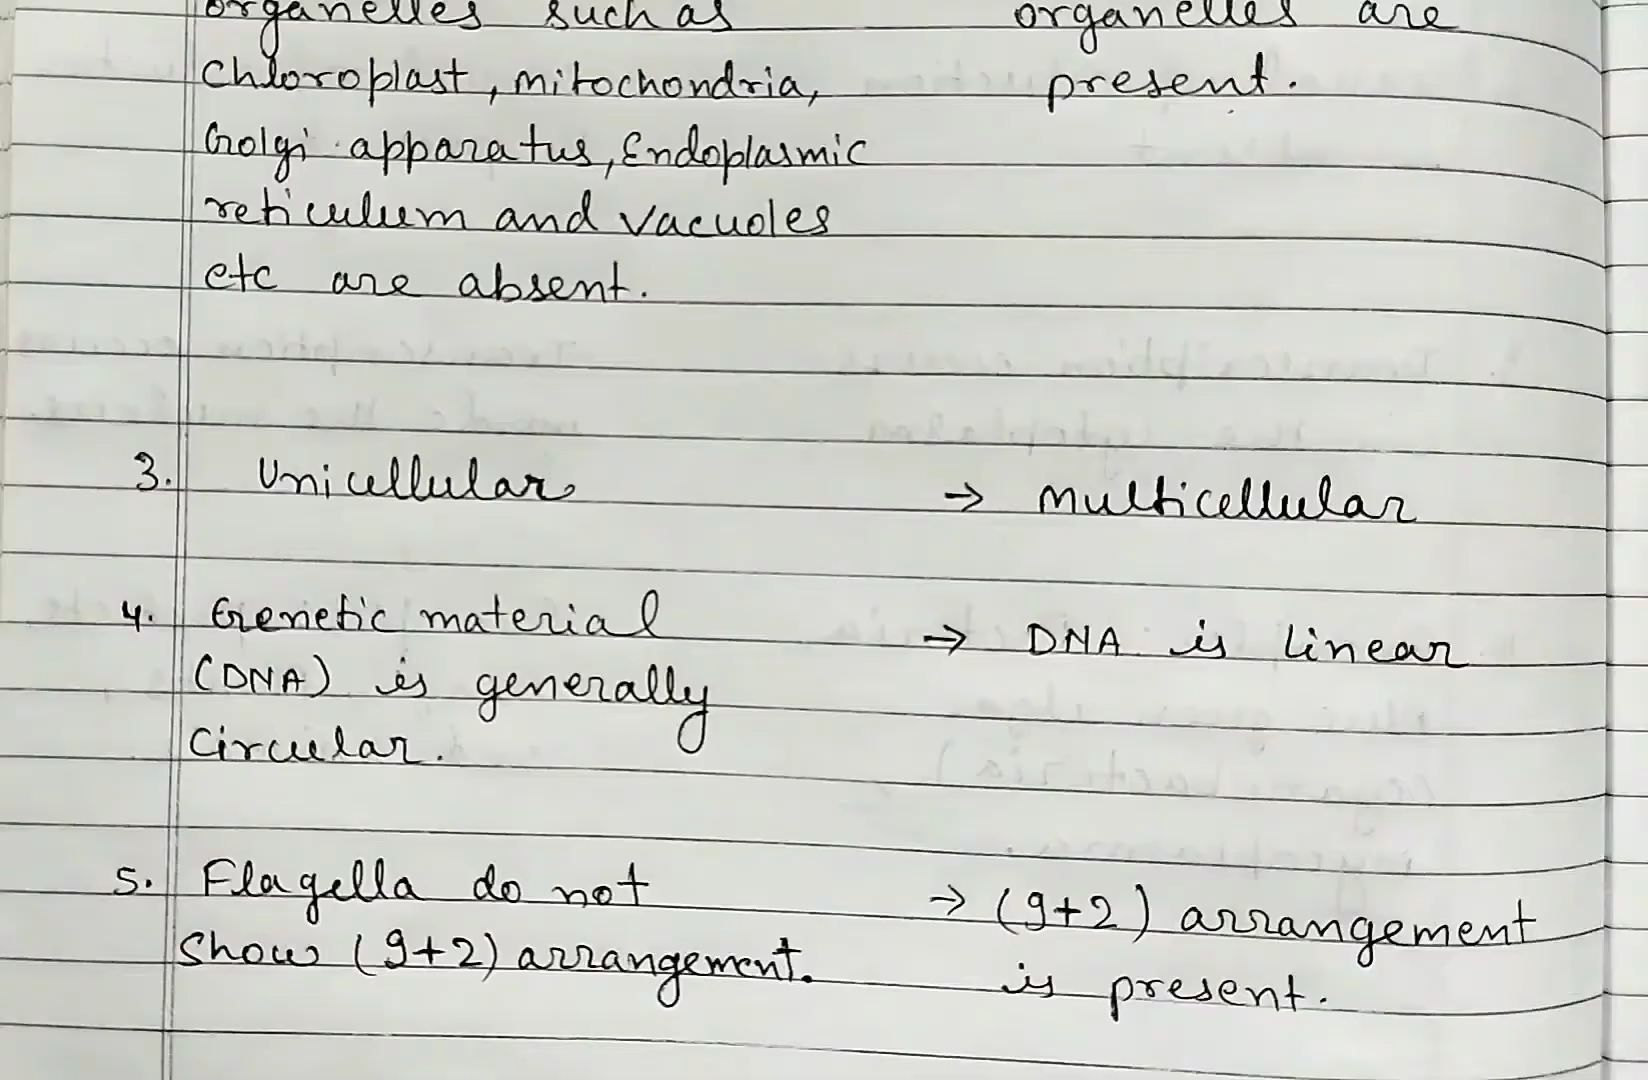 organelles such as organelles are
chloroplast, mitochondria, present.
Golgi apparatus, Endoplasmic
reticulum and vacuoles
etc are absent.
3. Unicellular → Multicellular
4. Genetic material → DNA is linear
(DNA) is generally
circular.
5. Flagella do not → (9+2) arrangement
show (9+2) arrangement. is present.